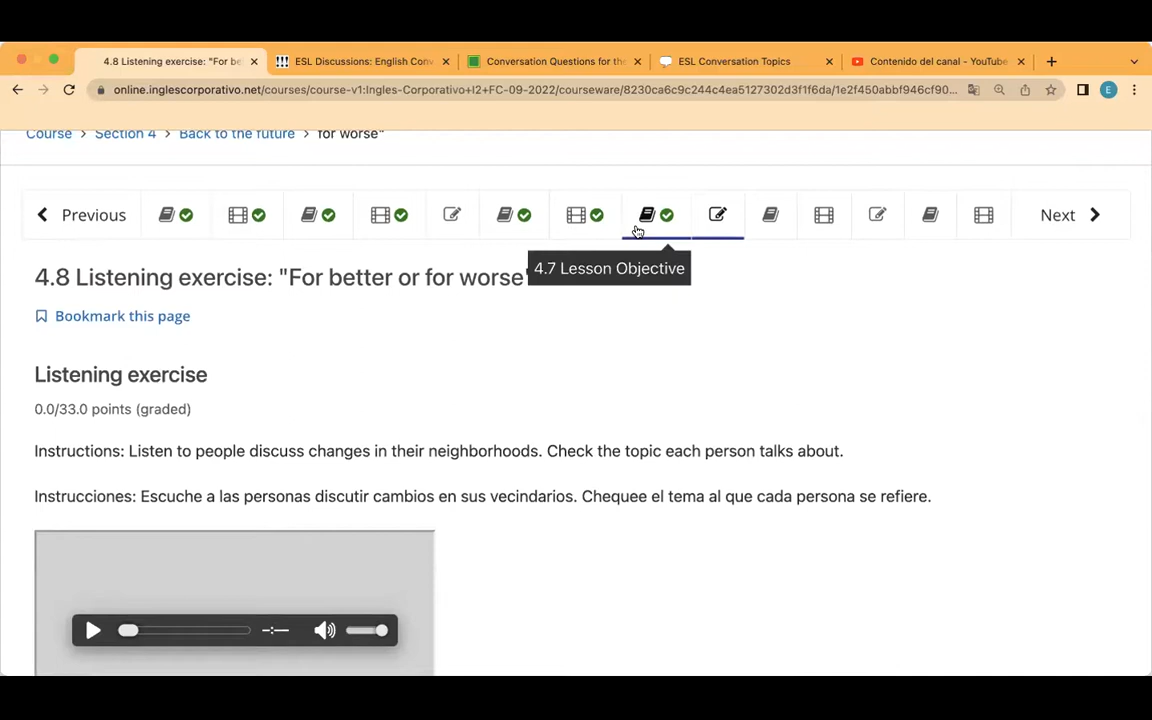 4.8 Listening exercise: "For be
ESL Discussions: English Conv
Conversation Questions for the
ESL Conversation Topics
Contenido del canal - YouTube
online.inglescorporativo.net/courses/course-v1:Ingles-Corporativo+I2+FC-09-2022/courseware/8230ca6c9c244c4ea5127302d3f1f6da/1e2f450abbf946cf90...
E
Course > Section 4 > Back to the future > for worse"
Previous
Next
4.7 Lesson Objective
4.8 Listening exercise: "For better or for worse"
Bookmark this page
Listening exercise
0.0/33.0 points (graded)
Instructions: Listen to people discuss changes in their neighborhoods. Check the topic each person talks about.
Instrucciones: Escuche a las personas discutir cambios en sus vecindarios. Chequee el tema al que cada persona se refiere.
-:--